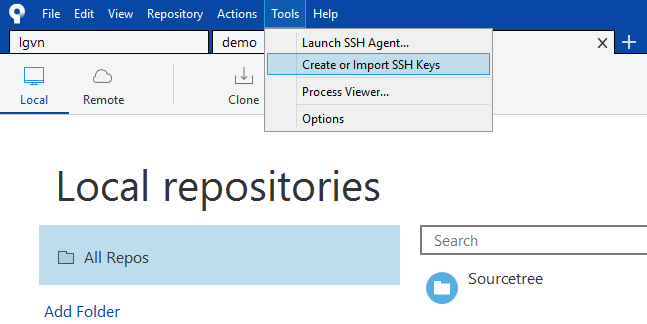 File Edit View Repository Actions Tools Help
lgvn demo
Launch SSH Agent...
Create or Import SSH Keys
Process Viewer...
Options
Local Remote Clone
Local repositories
All Repos
Search
Sourcetree
Add Folder